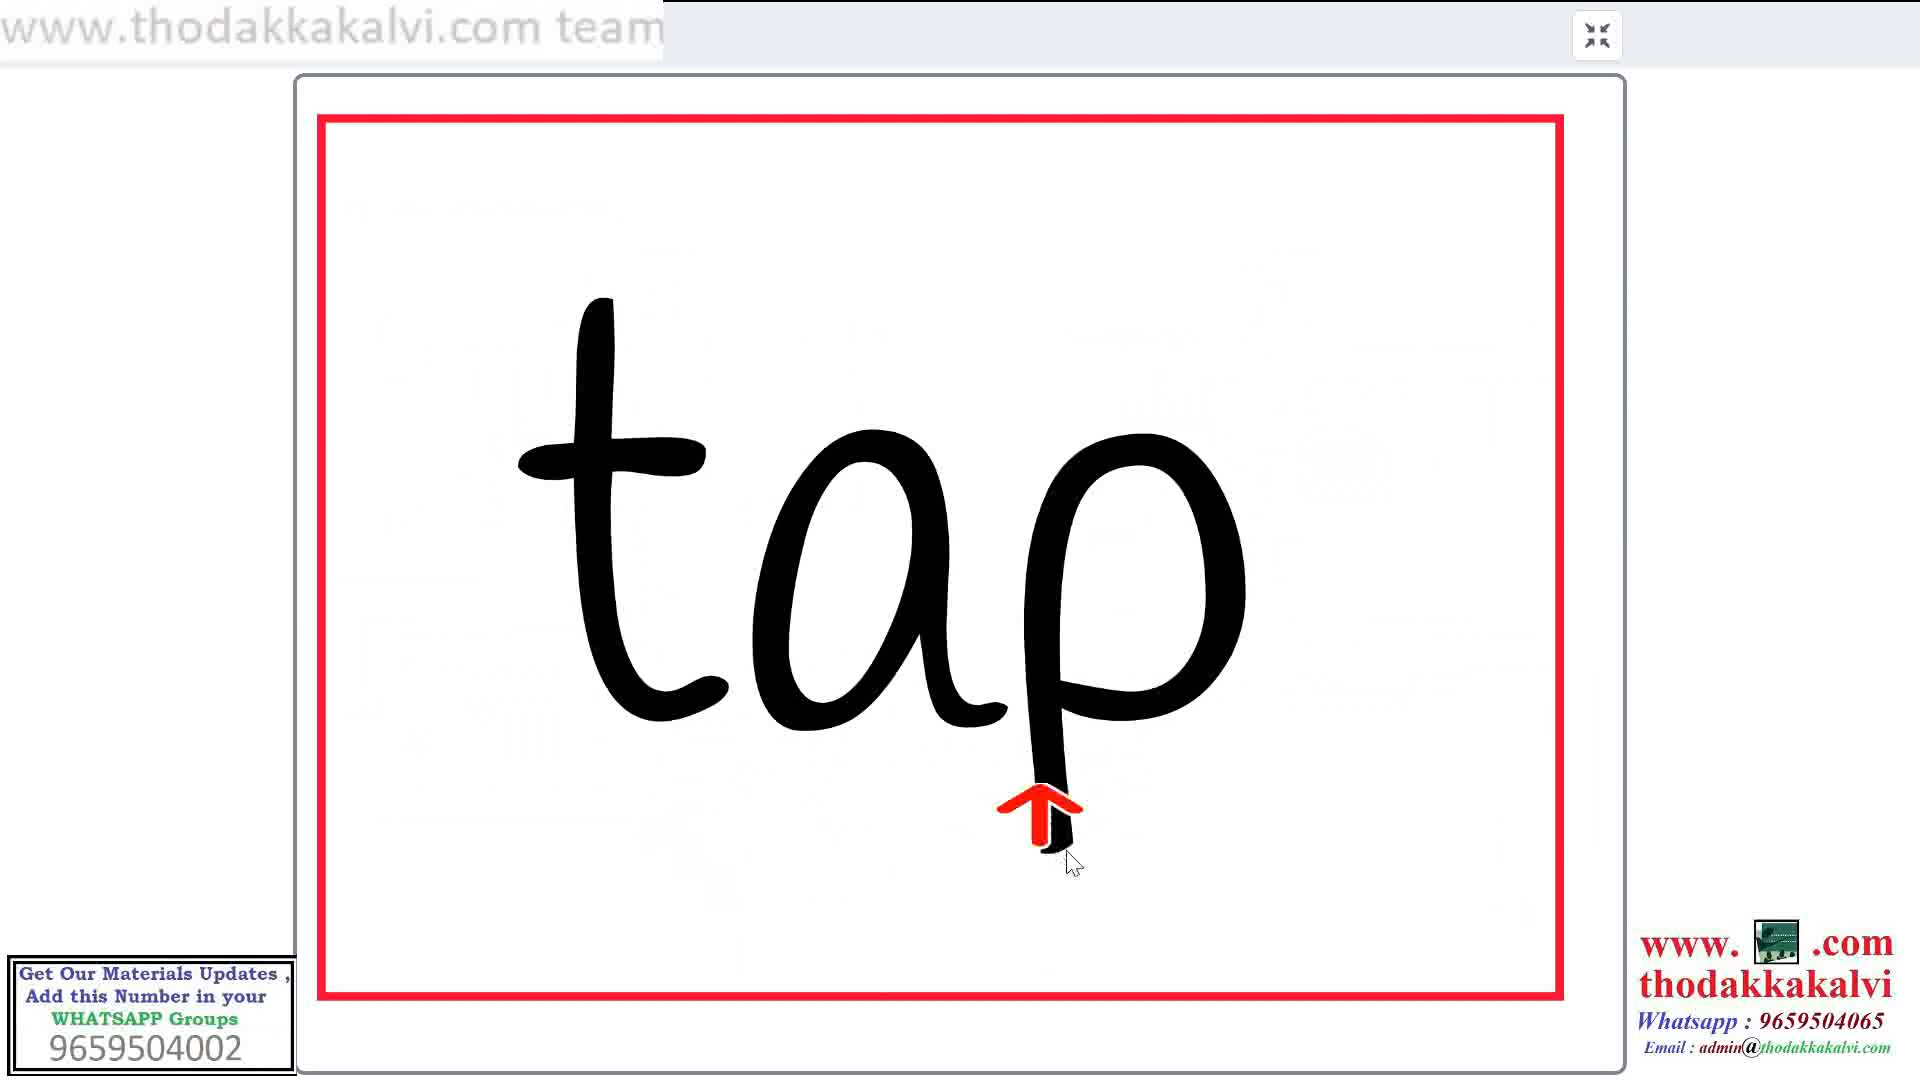 www.thodakkakalvi.com team
tap
Get Our Materials Updates ,
Add this Number in your
WHATSAPP Groups
9659504002
www. .com
thodakkakalvi
Whatsapp : 9659504065
Email : admin@thodakkakalvi.com